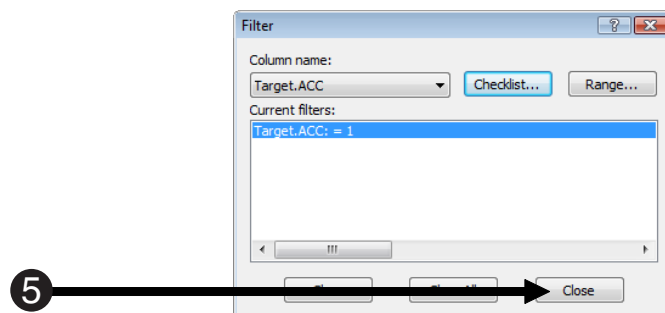 Filter
Column name:
Target.ACC Checklist... Range...
Current filters:
Target.ACC: = 1
5 Close